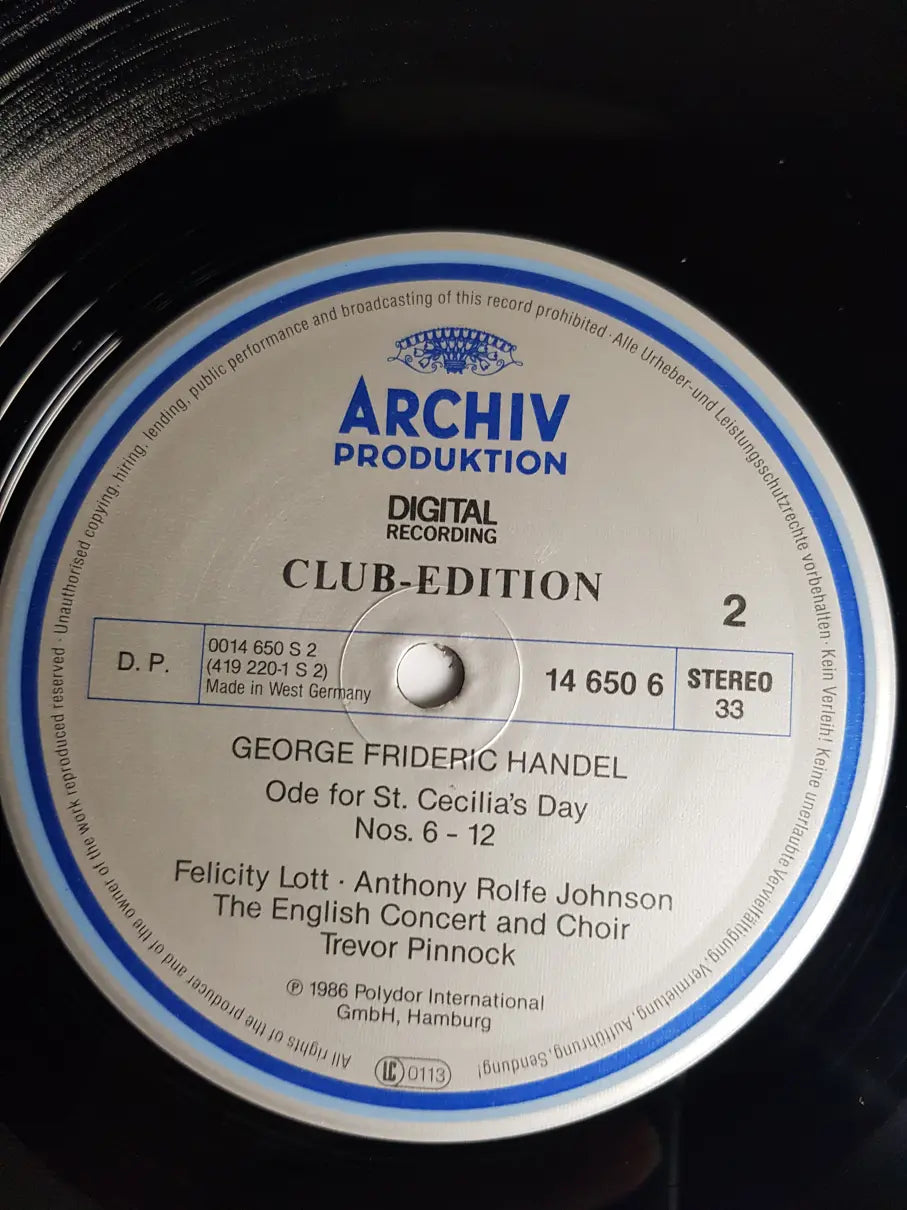 ARCHIV
PRODUKTION
DIGITAL
RECORDING
CLUB-EDITION
2
D. P.
0014 650 S 2
(419 220-1 S 2)
Made in West Germany
14 650 6
STEREO
33
GEORGE FRIDERIC HANDEL
Ode for St. Cecilia's Day
Nos. 6 - 12
Felicity Lott · Anthony Rolfe Johnson
The English Concert and Choir
Trevor Pinnock
℗ 1986 Polydor International
GmbH, Hamburg
LC 0113
All rights of the producer and of the owner of the work reproduced reserved · Unauthorised copying, hiring, lending, public performance and broadcasting of this record prohibited · Alle Urheber- und Leistungsschutzrechte vorbehalten · Kein Verleih! Keine unerlaubte Vervielfältigung, Vermietung, Aufführung, Sendung!